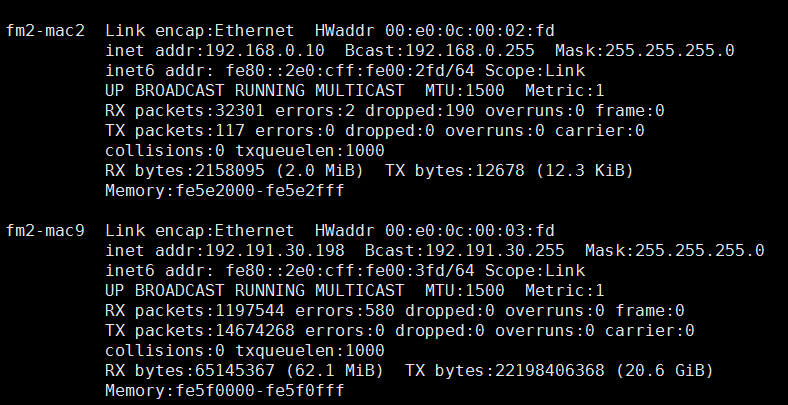 fm2-mac2  Link encap:Ethernet  HWaddr 00:e0:0c:00:02:fd
          inet addr:192.168.0.10  Bcast:192.168.0.255  Mask:255.255.255.0
          inet6 addr: fe80::2e0:cff:fe00:2fd/64 Scope:Link
          UP BROADCAST RUNNING MULTICAST  MTU:1500  Metric:1
          RX packets:32301 errors:2 dropped:190 overruns:0 frame:0
          TX packets:117 errors:0 dropped:0 overruns:0 carrier:0
          collisions:0 txqueuelen:1000
          RX bytes:2158095 (2.0 MiB)  TX bytes:12678 (12.3 KiB)
          Memory:fe5e2000-fe5e2fff

fm2-mac9  Link encap:Ethernet  HWaddr 00:e0:0c:00:03:fd
          inet addr:192.191.30.198  Bcast:192.191.30.255  Mask:255.255.255.0
          inet6 addr: fe80::2e0:cff:fe00:3fd/64 Scope:Link
          UP BROADCAST RUNNING MULTICAST  MTU:1500  Metric:1
          RX packets:1197544 errors:580 dropped:0 overruns:0 frame:0
          TX packets:14674268 errors:0 dropped:0 overruns:0 carrier:0
          collisions:0 txqueuelen:1000
          RX bytes:65145367 (62.1 MiB)  TX bytes:22198406368 (20.6 GiB)
          Memory:fe5f0000-fe5f0fff